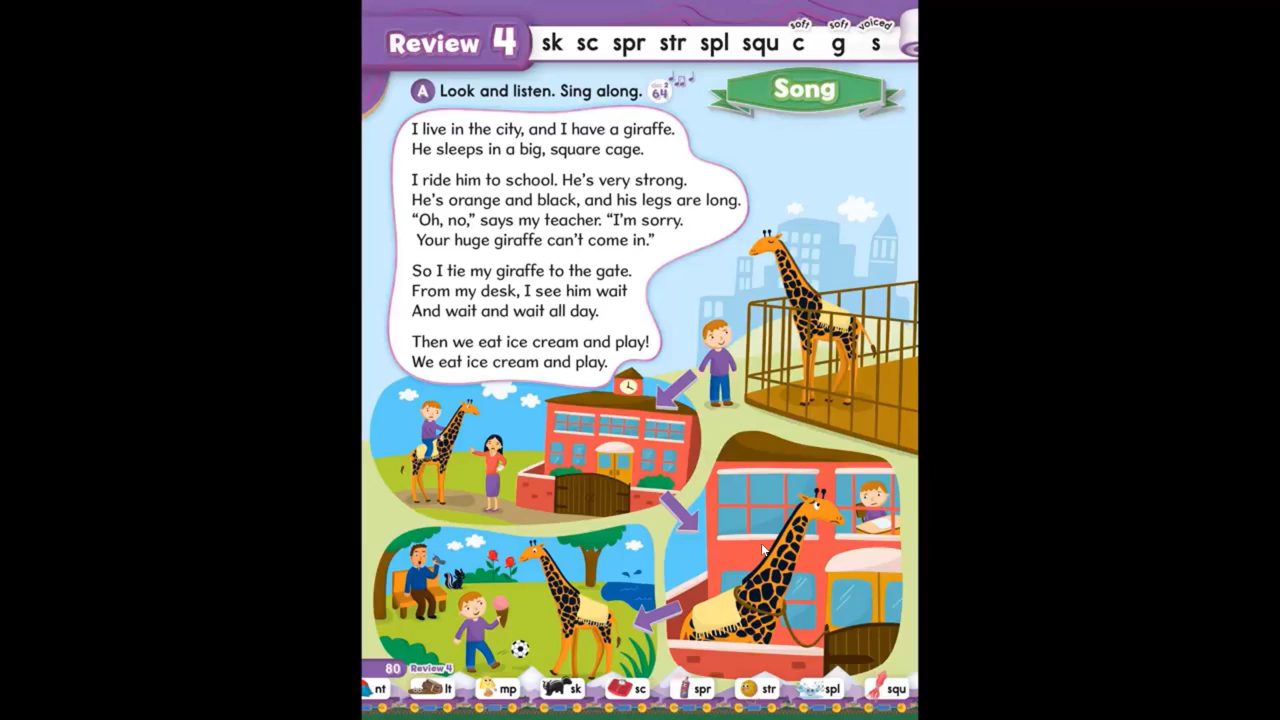 Review 4
sk sc spr str spl squ c g s
soft soft voiced
A Look and listen. Sing along. disc 2 64
Song
I live in the city, and I have a giraffe.
He sleeps in a big, square cage.
I ride him to school. He's very strong.
He's orange and black, and his legs are long.
“Oh, no,” says my teacher. “I'm sorry.
Your huge giraffe can't come in.”
So I tie my giraffe to the gate.
From my desk, I see him wait
And wait and wait all day.
Then we eat ice cream and play!
We eat ice cream and play.
80 Review 4
nt lt mp sk sc spr str spl squ